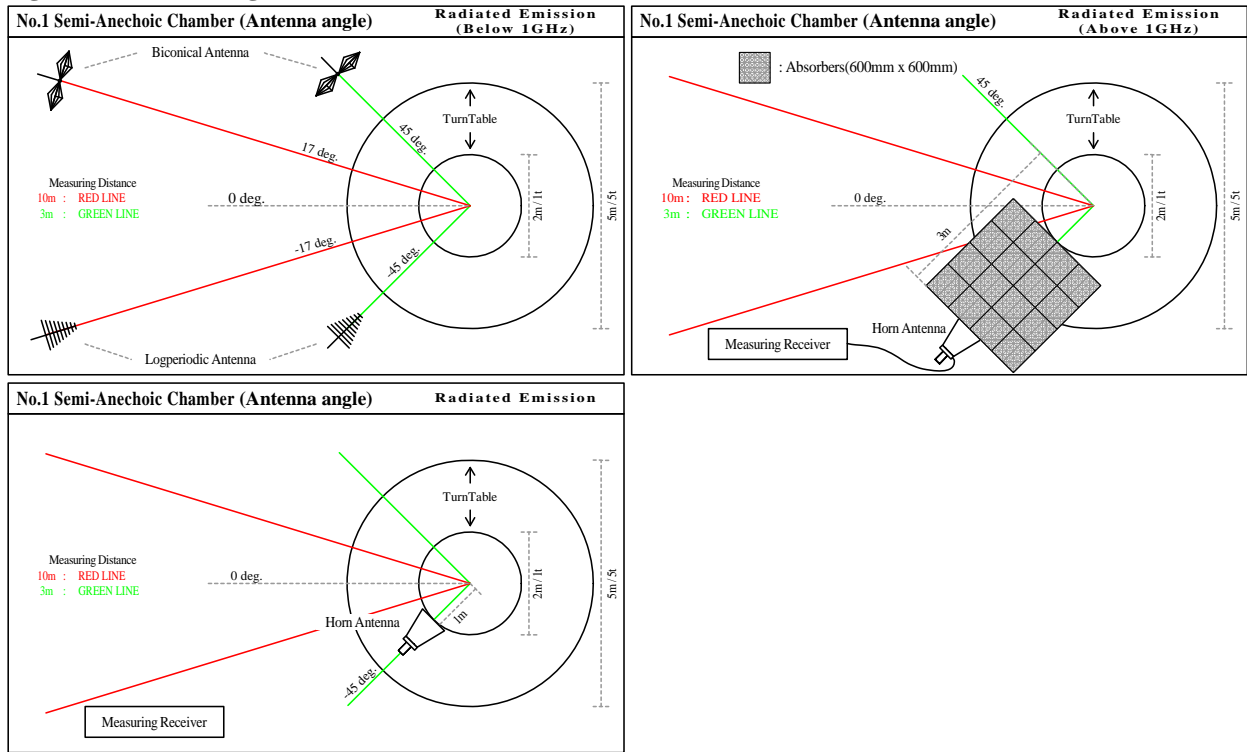 No.1 Semi-Anechoic Chamber (Antenna angle)
Radiated Emission
(Below 1GHz)
Biconical Antenna
45 deg.
TurnTable
17 deg.
Measuring Distance
10m : RED LINE
3m : GREEN LINE
0 deg.
2m / 1t
5m / 5t
-17 deg.
-45 deg.
Logperiodic Antenna
No.1 Semi-Anechoic Chamber (Antenna angle)
Radiated Emission
(Above 1GHz)
: Absorbers(600mm x 600mm)
45 deg.
TurnTable
Measuring Distance
10m : RED LINE
3m : GREEN LINE
0 deg.
2m / 1t
5m / 5t
3m
Horn Antenna
Measuring Receiver
No.1 Semi-Anechoic Chamber (Antenna angle)
Radiated Emission
TurnTable
Measuring Distance
10m : RED LINE
3m : GREEN LINE
0 deg.
2m / 1t
5m / 5t
1m
Horn Antenna
-45 deg.
Measuring Receiver